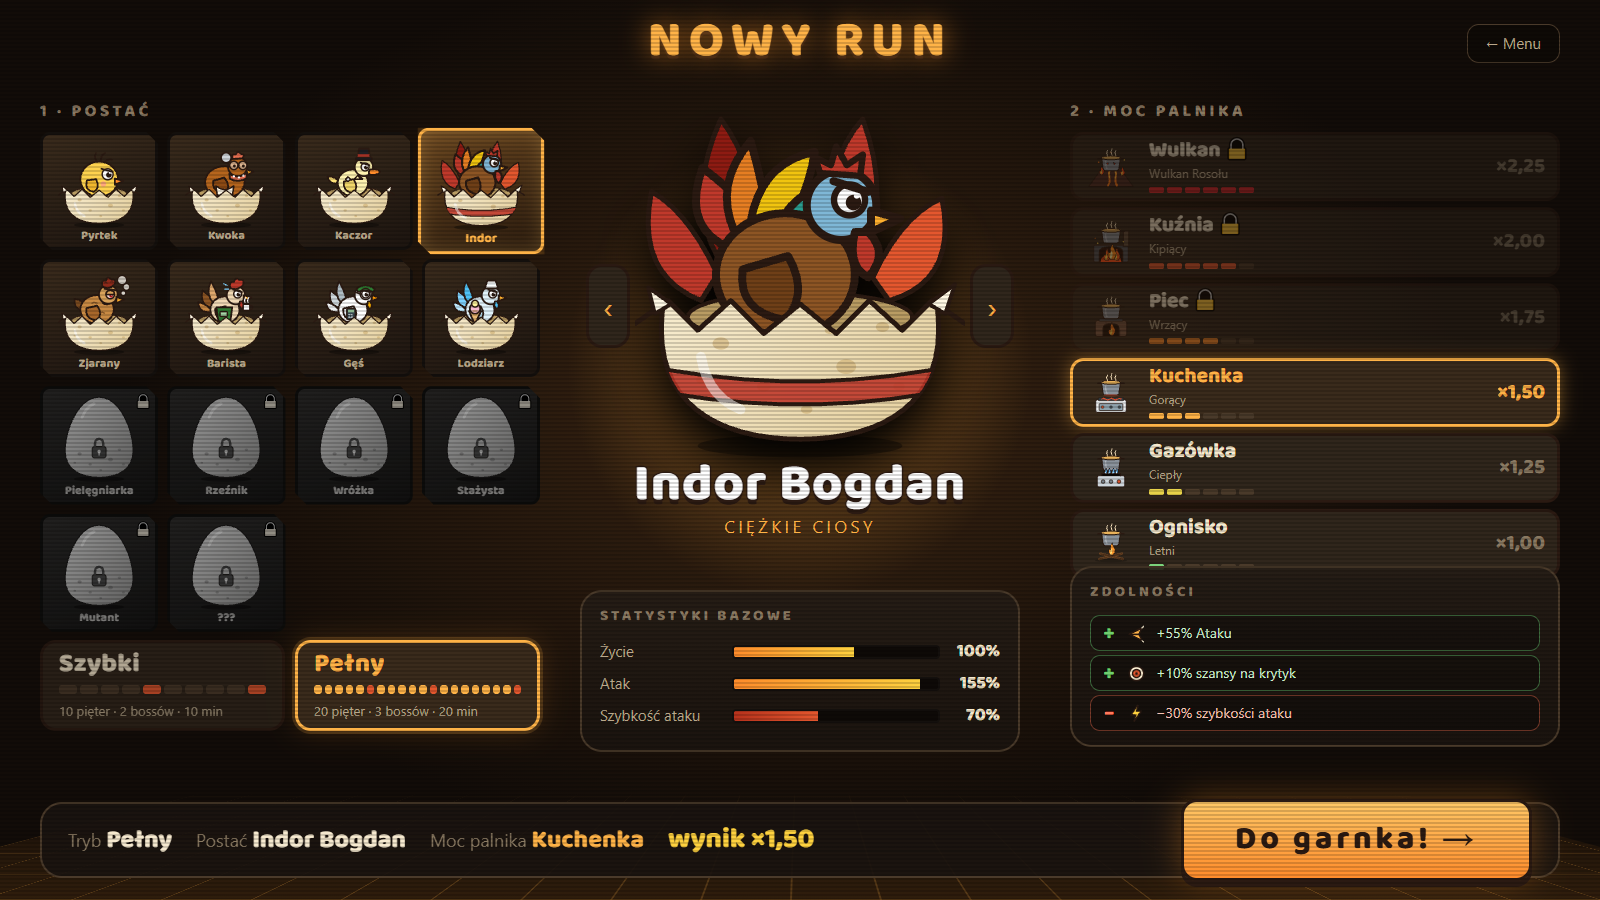 NOWY RUN
← Menu
1 · POSTAĆ
Pyrtek
Kwoka
Kaczor
Indor
Zjarany
Barista
Gęś
Lodziarz
Pielęgniarka
Rzeźnik
Wróżka
Stażysta
Mutant
???
Szybki
10 pięter · 2 bossów · 10 min
Pełny
20 pięter · 3 bossów · 20 min
‹
›
Indor Bogdan
CIĘŻKIE CIOSY
STATYSTYKI BAZOWE
Życie 100%
Atak 155%
Szybkość ataku 70%
2 · MOC PALNIKA
Wulkan
Wulkan Rosołu
×2,25
Kuźnia
Kipiący
×2,00
Piec
Wrzący
×1,75
Kuchenka
Gorący
×1,50
Gazówka
Ciepły
×1,25
Ognisko
Letni
×1,00
ZDOLNOŚCI
+ +55% Ataku
+ +10% szansy na krytyk
− −30% szybkości ataku
Tryb Pełny Postać Indor Bogdan Moc palnika Kuchenka wynik ×1,50
Do garnka! →